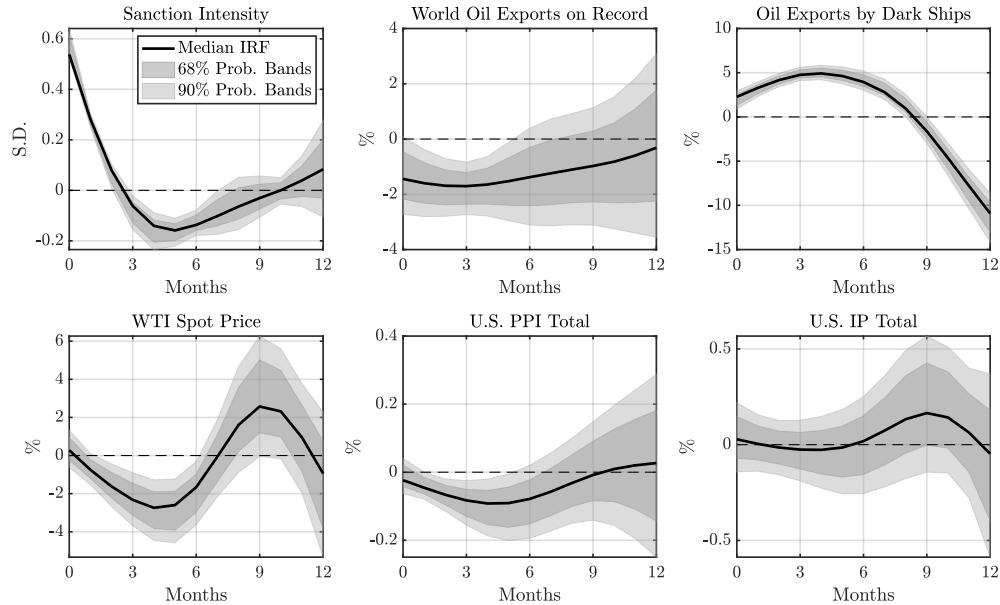 Sanction Intensity
0.6
0.4
0.2
0
-0.2
S.D.
Median IRF
68% Prob. Bands
90% Prob. Bands
0 3 6 9 12
Months
World Oil Exports on Record
4
2
0
-2
-4
%
0 3 6 9 12
Months
Oil Exports by Dark Ships
10
5
0
-5
-10
-15
%
0 3 6 9 12
Months
WTI Spot Price
6
4
2
0
-2
-4
%
0 3 6 9 12
Months
U.S. PPI Total
0.4
0.2
0
-0.2
%
0 3 6 9 12
Months
U.S. IP Total
0.5
0
-0.5
%
0 3 6 9 12
Months